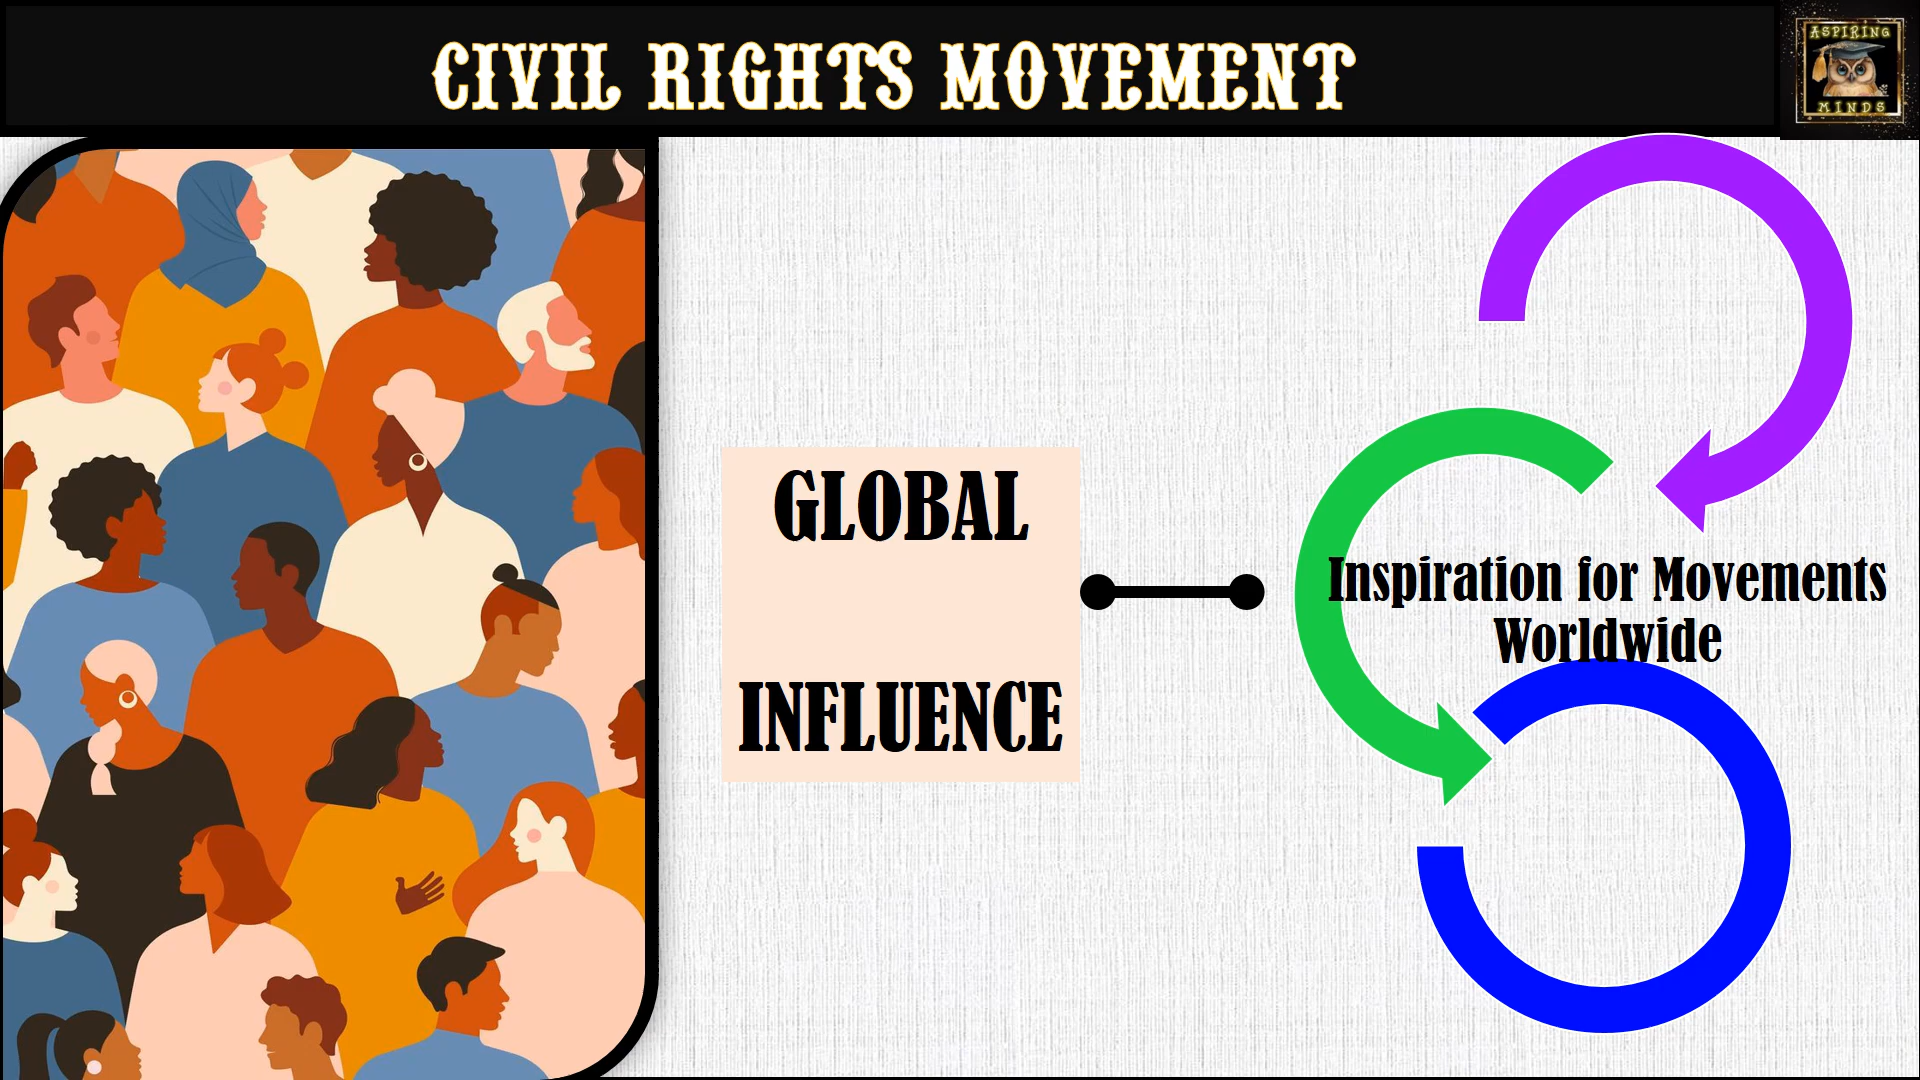 CIVIL RIGHTS MOVEMENT
ASPIRING
MINDS
GLOBAL
INFLUENCE
Inspiration for Movements
Worldwide